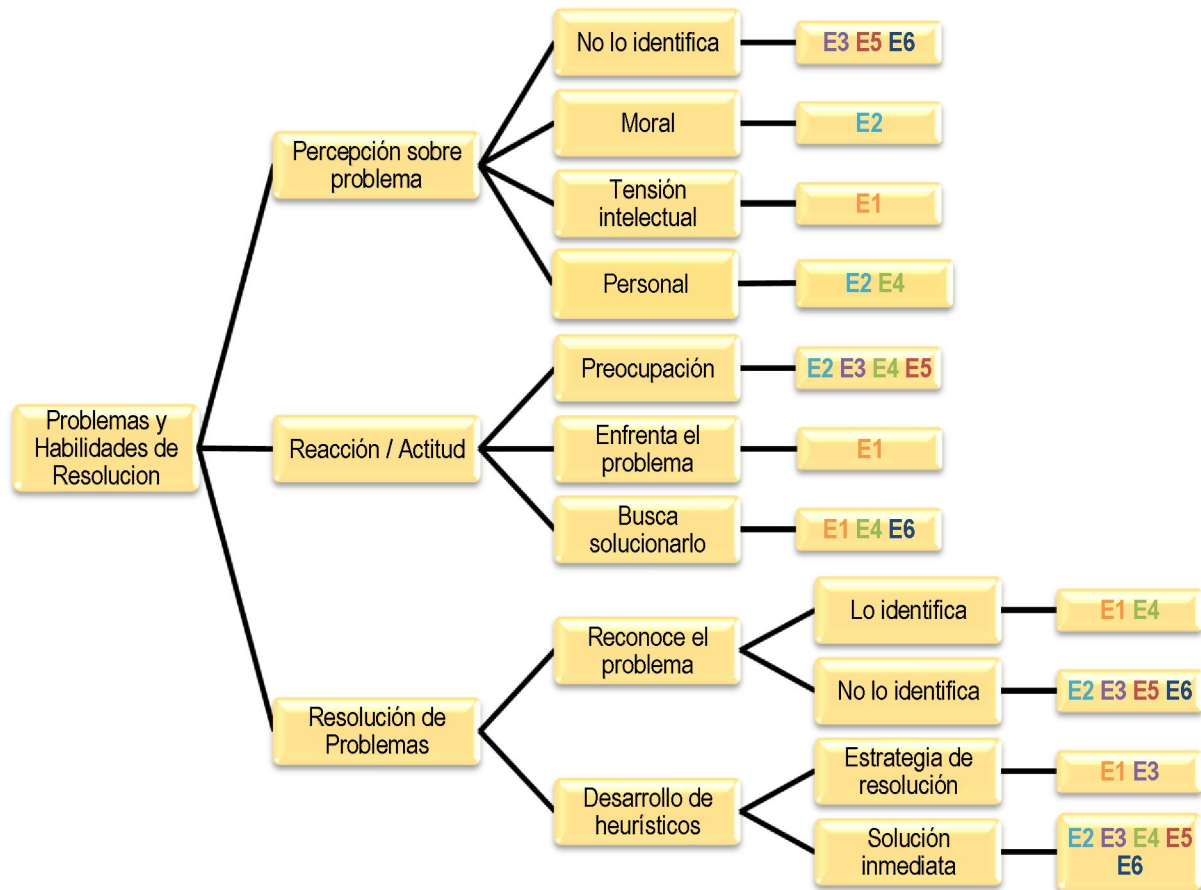 Problemas y
Habilidades de
Resolucion
Percepción sobre
problema
No lo identifica
E3 E5 E6
Moral
E2
Tensión
intelectual
E1
Personal
E2 E4
Reacción / Actitud
Preocupación
E2 E3 E4 E5
Enfrenta el
problema
E1
Busca
solucionarlo
E1 E4 E6
Resolución de
Problemas
Reconoce el
problema
Lo identifica
E1 E4
No lo identifica
E2 E3 E5 E6
Desarrollo de
heurísticos
Estrategia de
resolución
E1 E3
Solución
inmediata
E2 E3 E4 E5
E6